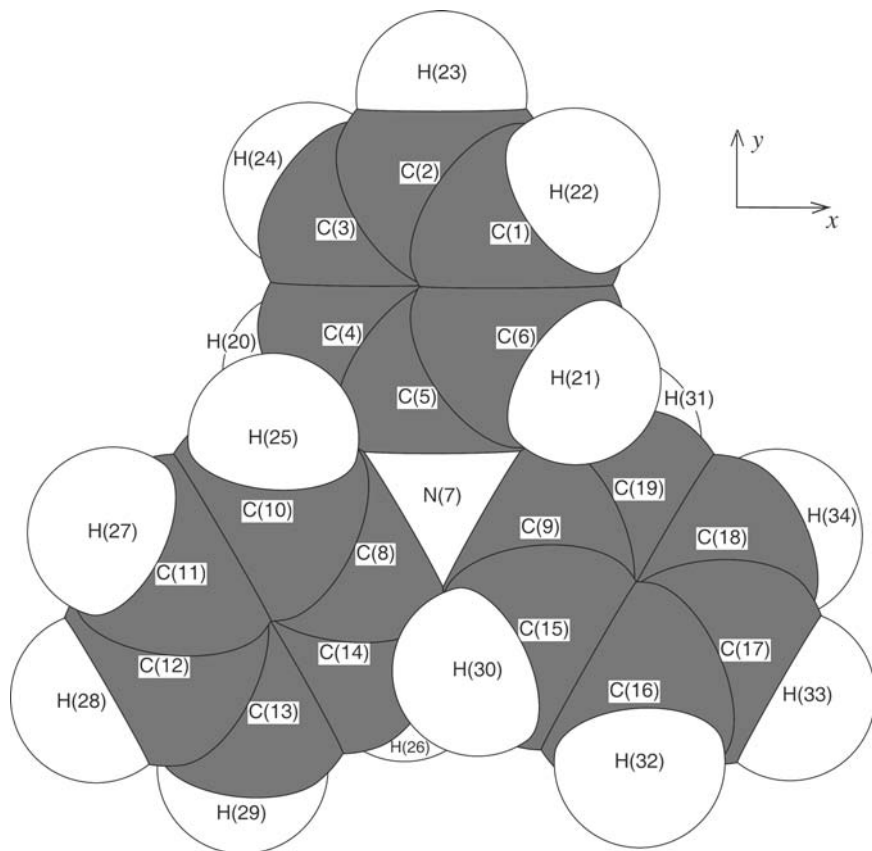 H(23)
H(24)
C(2)
H(22)
y
C(3)
C(1)
x
H(20)
C(4)
C(6)
H(21)
C(5)
H(31)
H(25)
N(7)
C(19)
C(10)
H(34)
H(27)
C(9)
C(18)
C(8)
C(11)
C(15)
C(14)
C(17)
C(12)
H(30)
C(16)
H(28)
H(33)
C(13)
H(26)
H(32)
H(29)